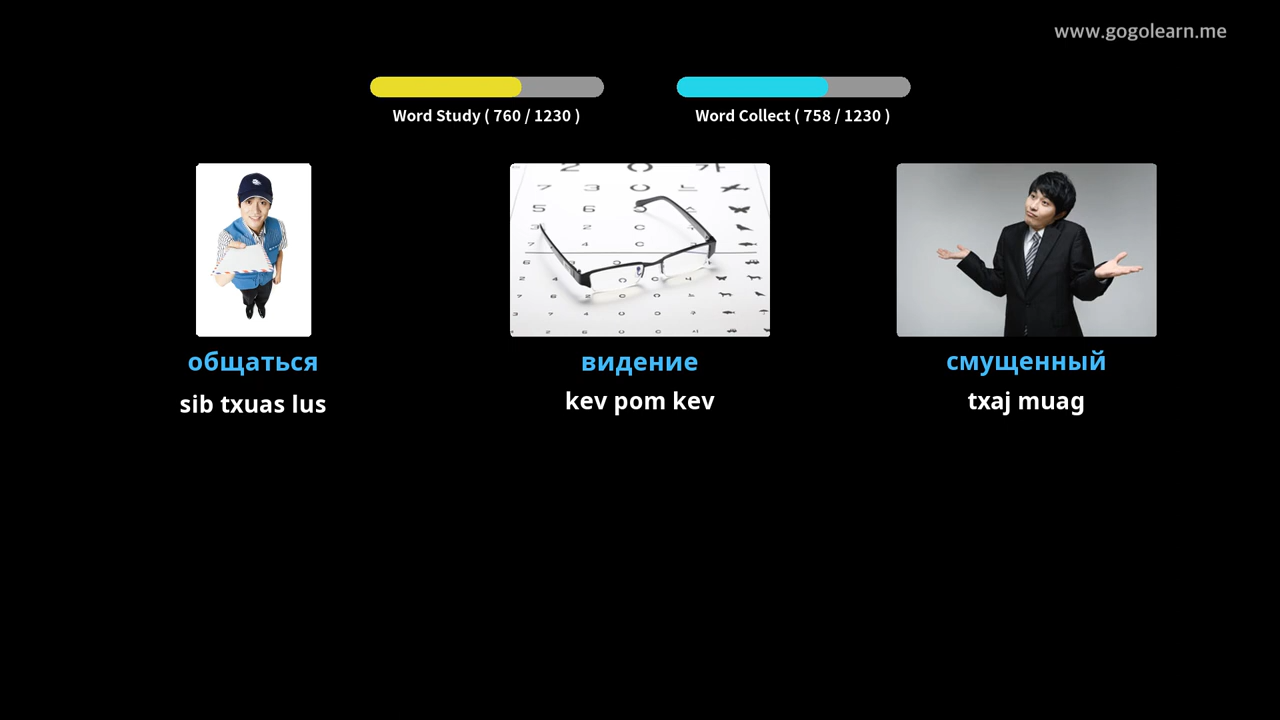 www.gogolearn.me
Word Study ( 760 / 1230 )
Word Collect ( 758 / 1230 )
общаться
видение
смущенный
sib txuas lus
kev pom kev
txaj muag